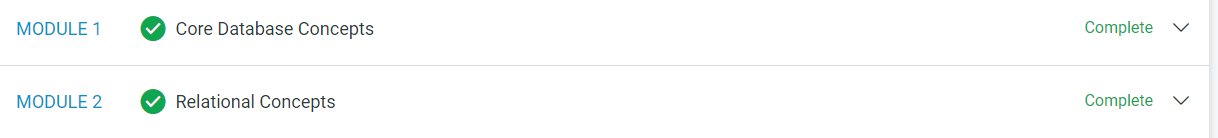 MODULE 1 Core Database Concepts Complete
MODULE 2 Relational Concepts Complete